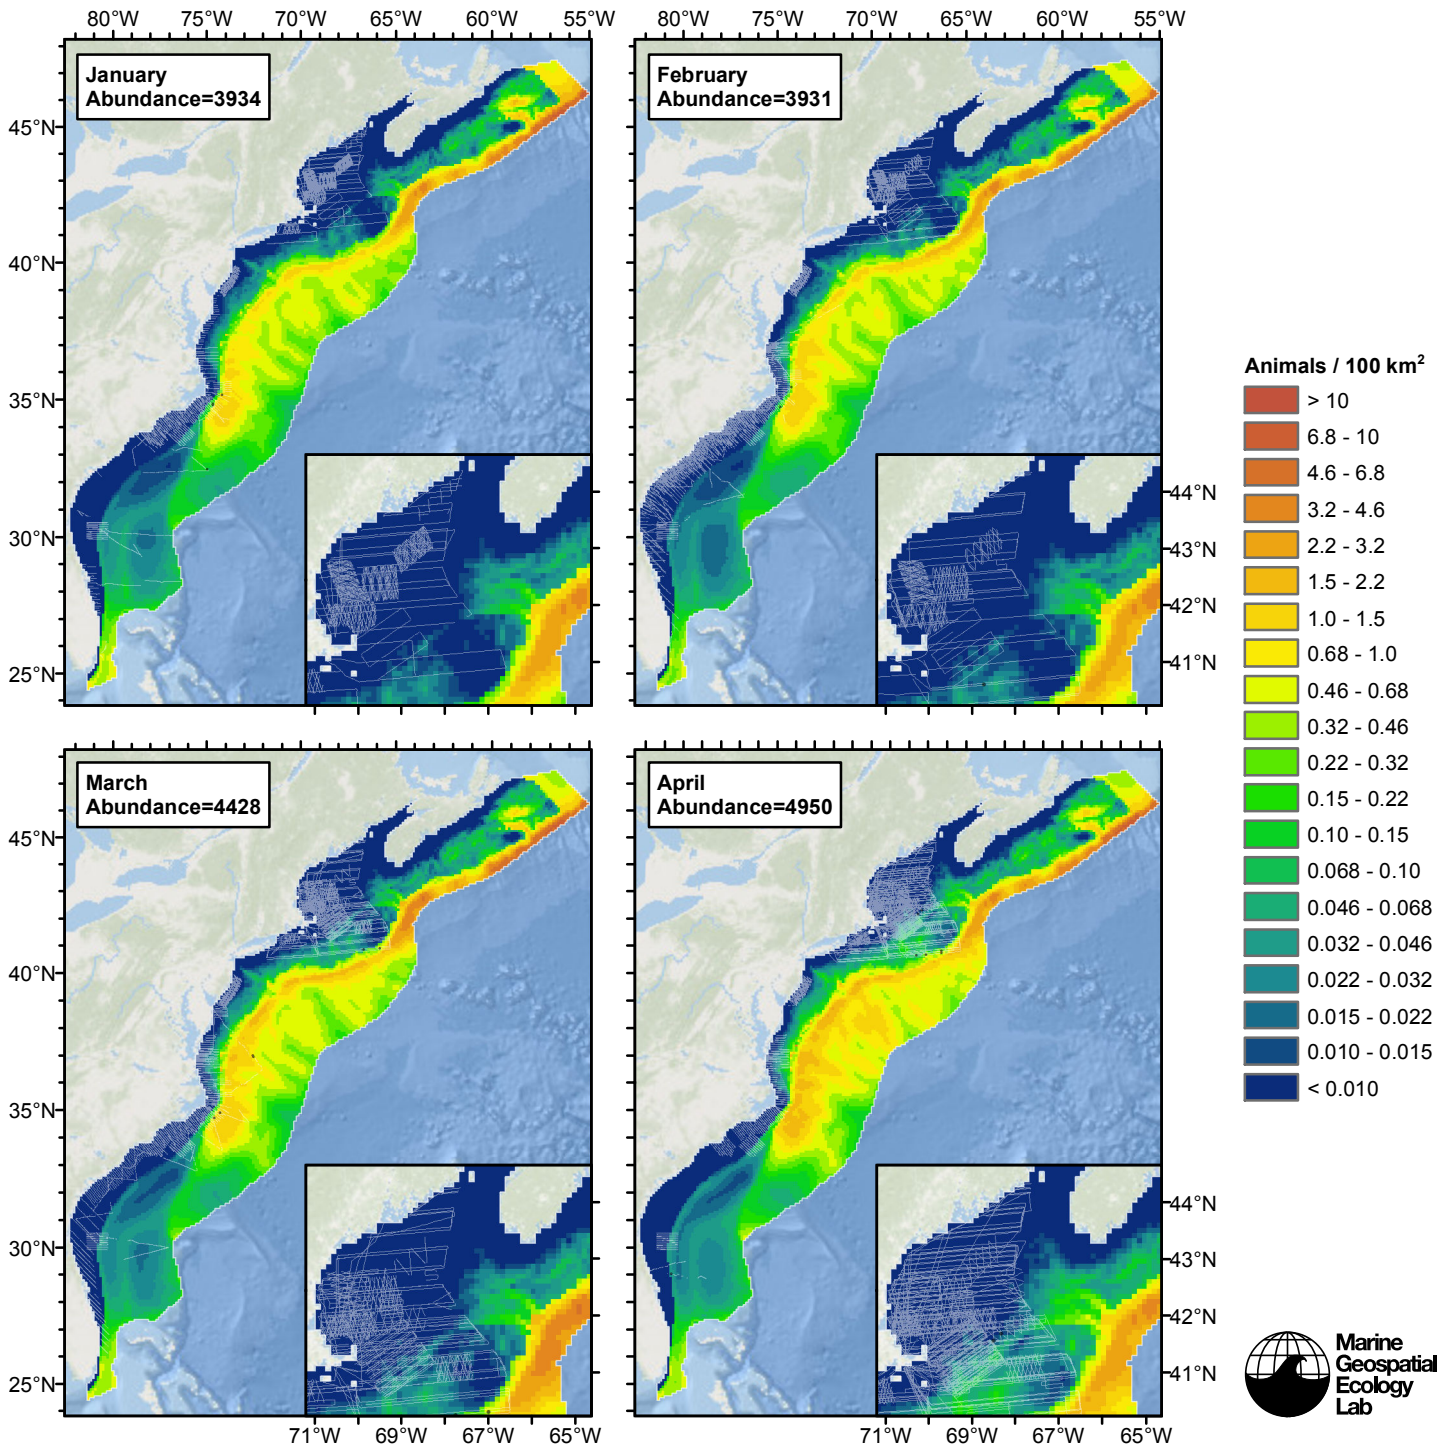 80°W 75°W 70°W 65°W 60°W 55°W
80°W 75°W 70°W 65°W 60°W 55°W
January
Abundance=3934
February
Abundance=3931
45°N
40°N
35°N
30°N
25°N
44°N
43°N
42°N
41°N
March
Abundance=4428
April
Abundance=4950
45°N
40°N
35°N
30°N
25°N
44°N
43°N
42°N
41°N
71°W 69°W 67°W 65°W
71°W 69°W 67°W 65°W
Animals / 100 km²
> 10
6.8 - 10
4.6 - 6.8
3.2 - 4.6
2.2 - 3.2
1.5 - 2.2
1.0 - 1.5
0.68 - 1.0
0.46 - 0.68
0.32 - 0.46
0.22 - 0.32
0.15 - 0.22
0.10 - 0.15
0.068 - 0.10
0.046 - 0.068
0.032 - 0.046
0.022 - 0.032
0.015 - 0.022
0.010 - 0.015
< 0.010
Marine
Geospatial
Ecology
Lab